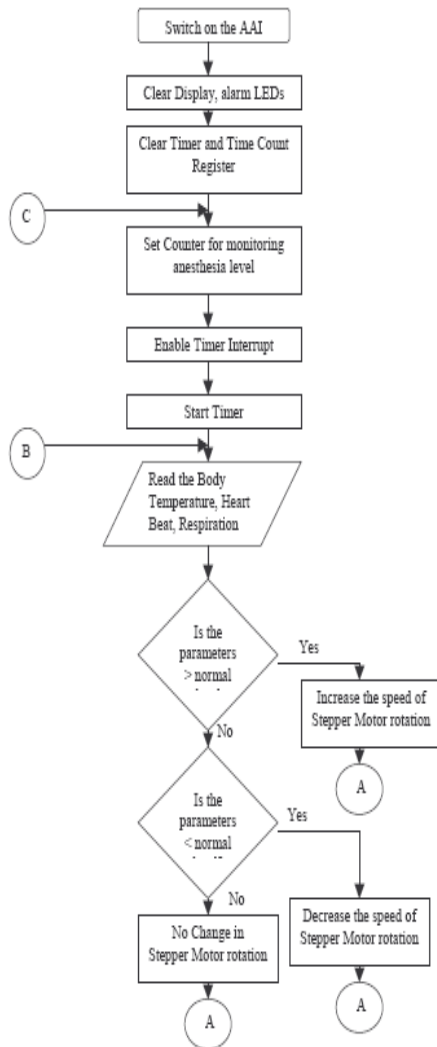 Switch on the AAI
Clear Display, alarm LEDs
Clear Timer and Time Count
Register
C
Set Counter for monitoring
anesthesia level
Enable Timer Interrupt
Start Timer
B
Read the Body
Temperature, Heart
Beat, Respiration
Is the
parameters
> normal
Yes
Increase the speed of
Stepper Motor rotation
A
No
Is the
parameters
< normal
Yes
Decrease the speed of
Stepper Motor rotation
A
No
No Change in
Stepper Motor rotation
A